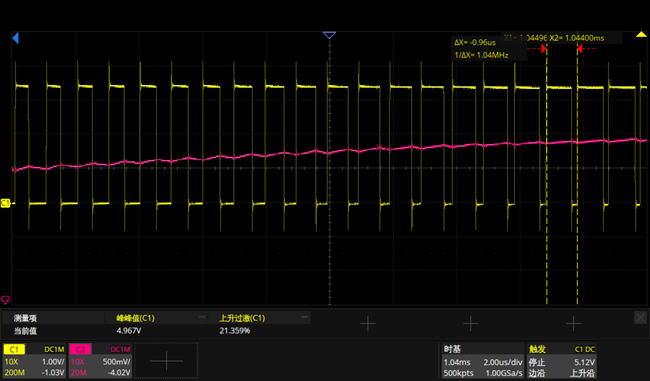 ΔX= -0.96us
1/ΔX= 1.04MHz
X1= 1.04496 X2= 1.04400ms
C1
C2
测量项 峰峰值(C1) 上升过激(C1)
当前值 4.967V 21.359%
C1 DC1M
10X 1.00V/
200M -1.03V
C2 DC1M
10X 500mV/
20M -4.02V
时基
1.04ms 2.00us/div
500kpts 1.00GSa/s
触发 C1 DC
停止 5.12V
边沿 上升沿